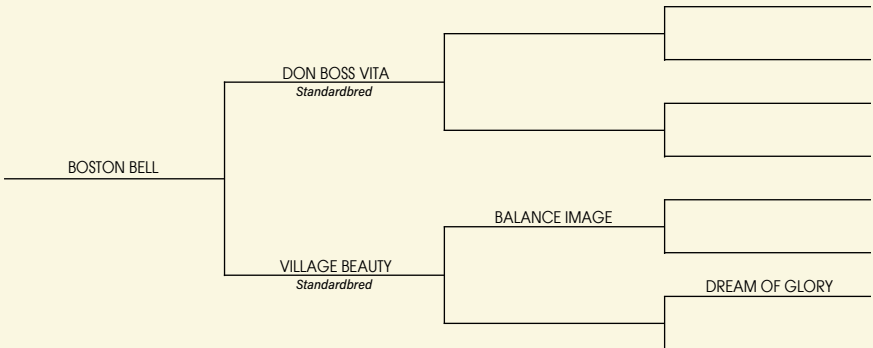 DON BOSS VITA
Standardbred
BOSTON BELL
BALANCE IMAGE
VILLAGE BEAUTY
Standardbred
DREAM OF GLORY